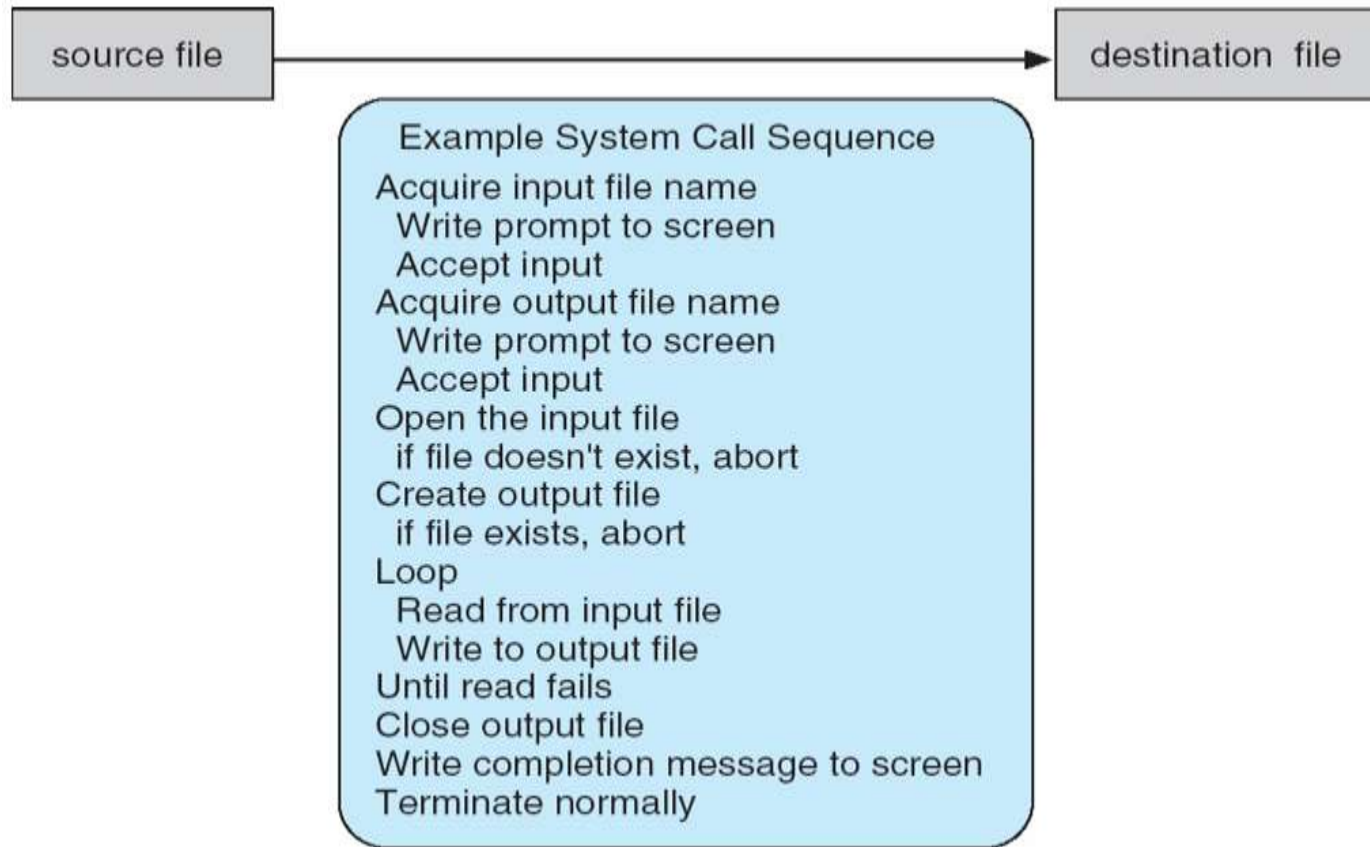 source file
destination file
Example System Call Sequence
Acquire input file name
Write prompt to screen
Accept input
Acquire output file name
Write prompt to screen
Accept input
Open the input file
if file doesn't exist, abort
Create output file
if file exists, abort
Loop
Read from input file
Write to output file
Until read fails
Close output file
Write completion message to screen
Terminate normally